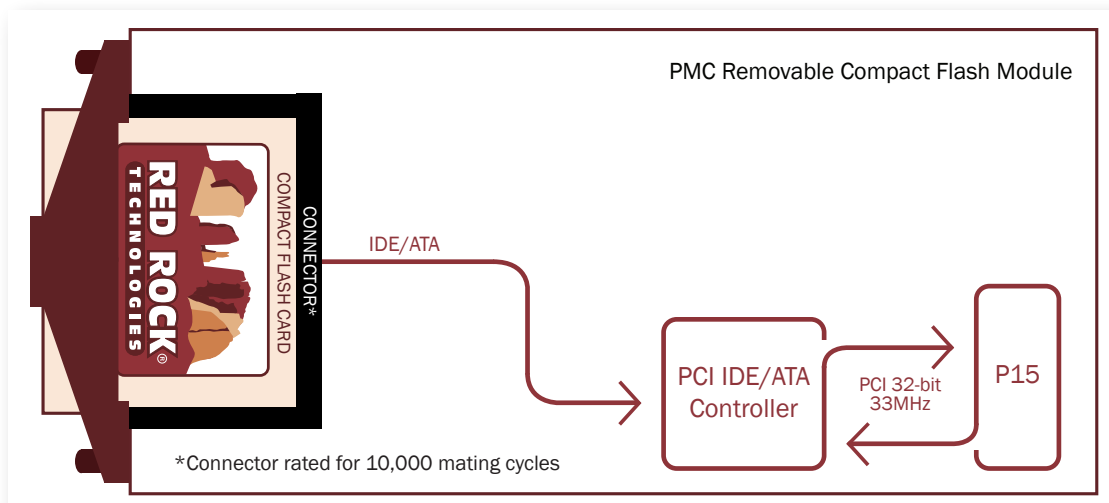 PMC Removable Compact Flash Module
RED ROCK®
TECHNOLOGIES
COMPACT FLASH CARD
CONNECTOR*
IDE/ATA
PCI IDE/ATA
Controller
PCI 32-bit
33MHz
P15
*Connector rated for 10,000 mating cycles